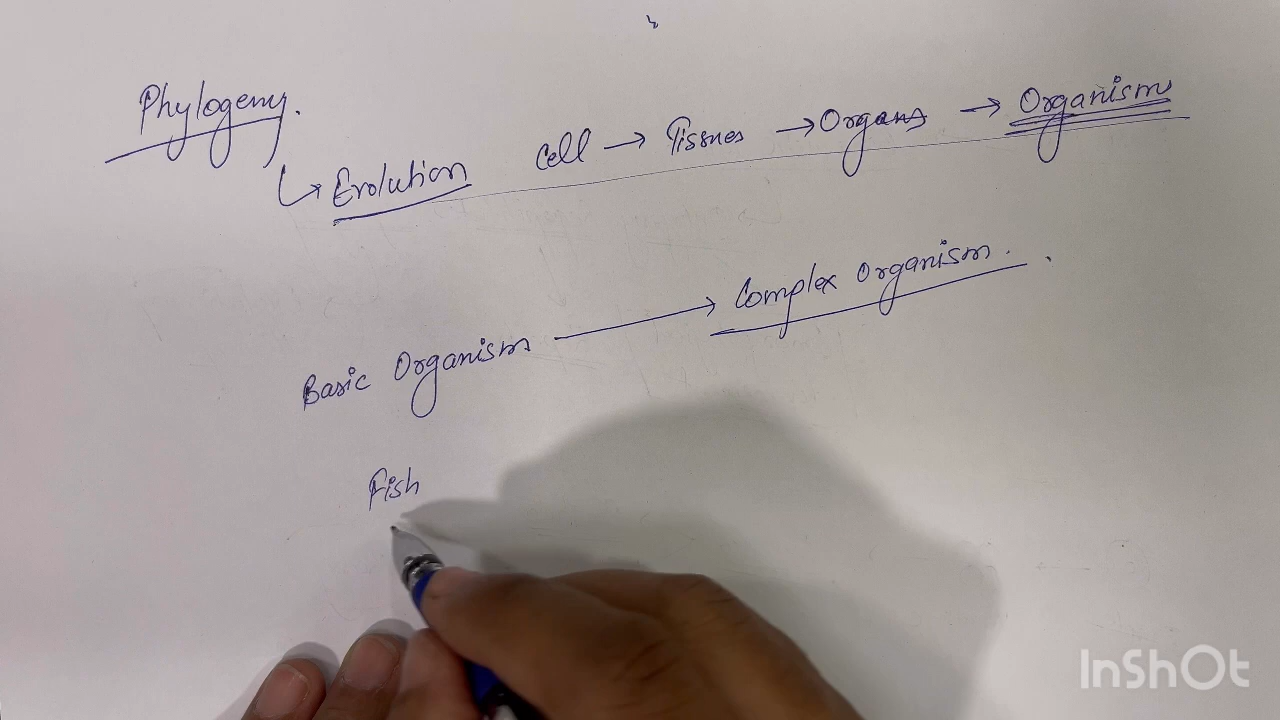 Phylogeny.
↳ Evolution Cell → Tissues → Organs → Organism
Basic Organism → Complex Organism.
Fish
InShOt